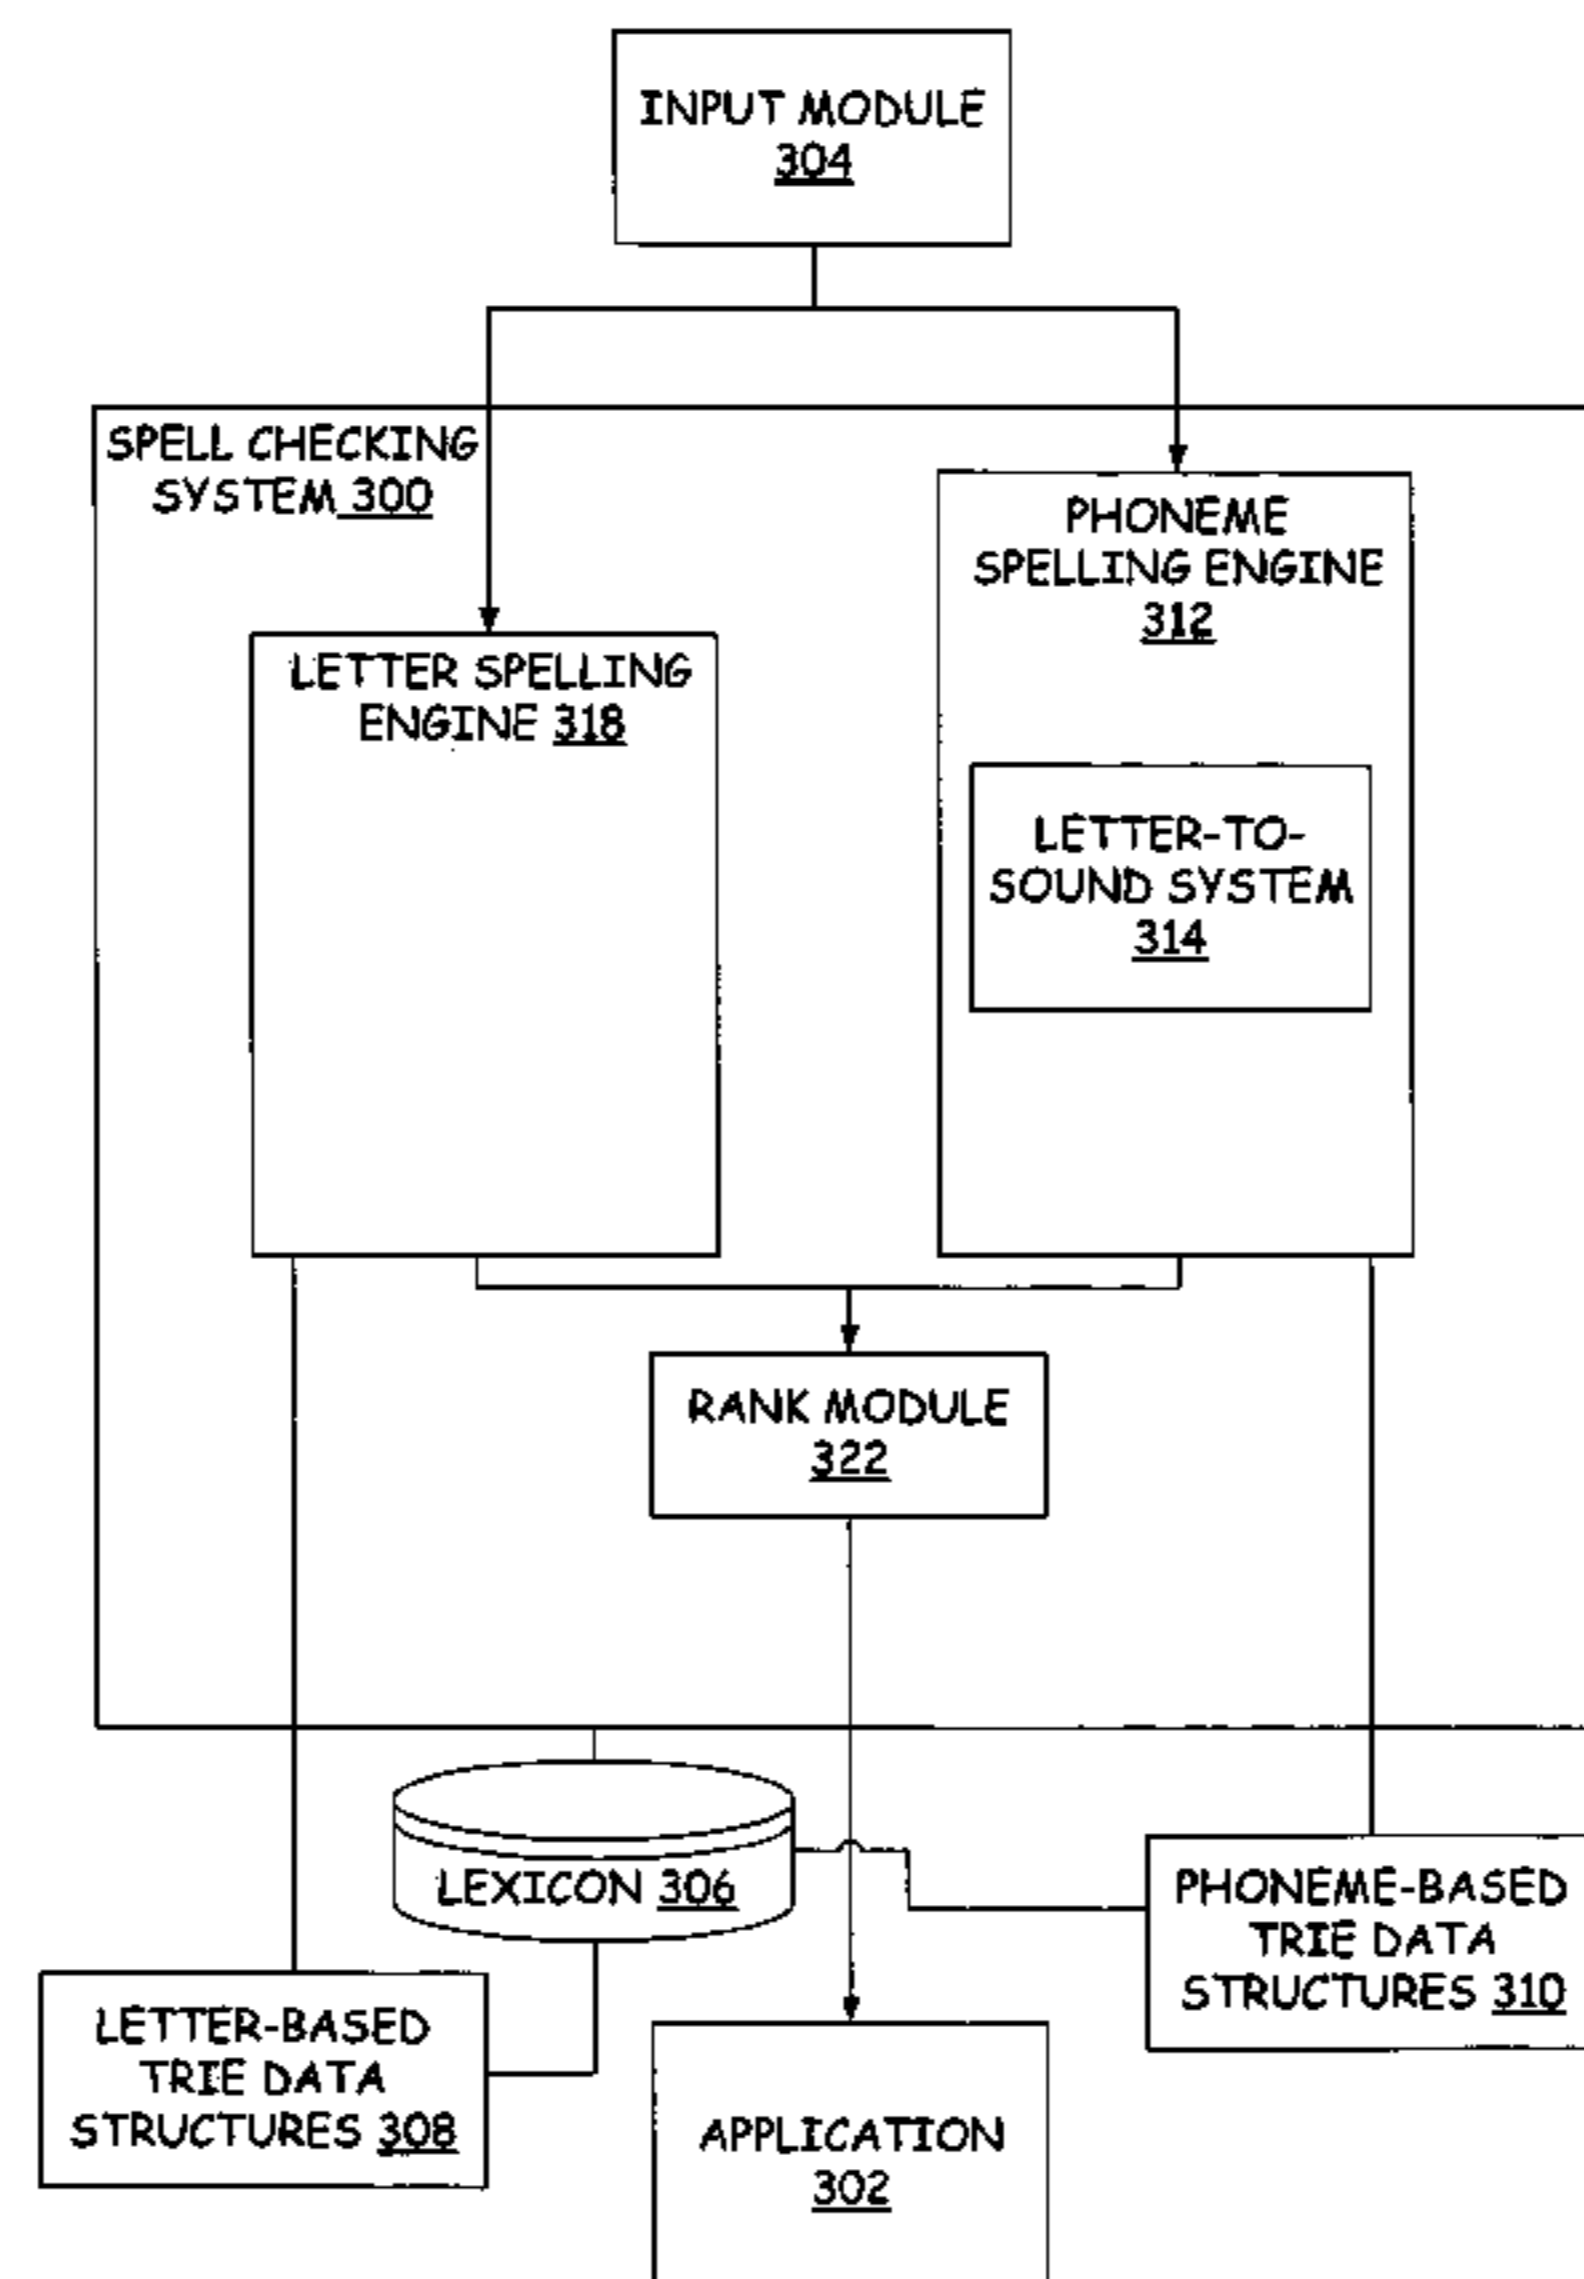 INPUT MODULE
304
SPELL CHECKING
SYSTEM 300
PHONEME
SPELLING ENGINE
312
LETTER SPELLING
ENGINE 318
LETTER-TO-
SOUND SYSTEM
314
RANK MODULE
322
LEXICON 306
PHONEME-BASED
TRIE DATA
STRUCTURES 310
LETTER-BASED
TRIE DATA
STRUCTURES 308
APPLICATION
302